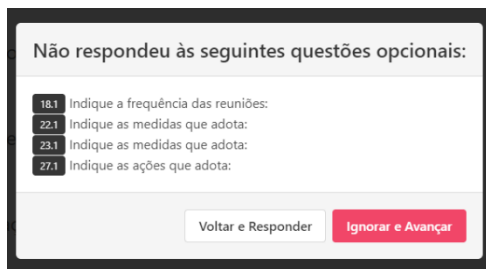 Não respondeu às seguintes questões opcionais:
18.1 Indique a frequência das reuniões:
22.1 Indique as medidas que adota:
23.1 Indique as medidas que adota:
27.1 Indique as ações que adota:
Voltar e Responder Ignorar e Avançar